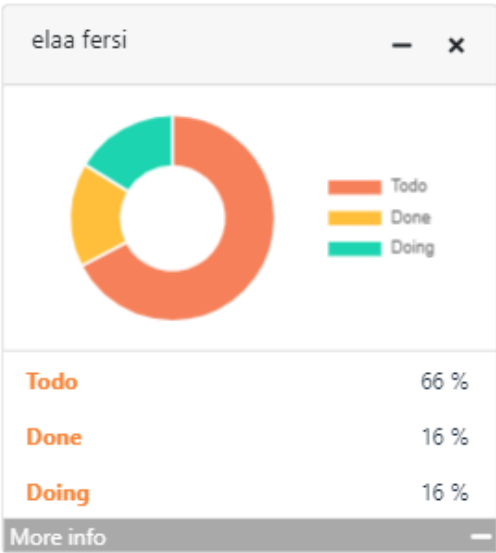 elaa fersi
Todo
Done
Doing
Todo 66 %
Done 16 %
Doing 16 %
More info